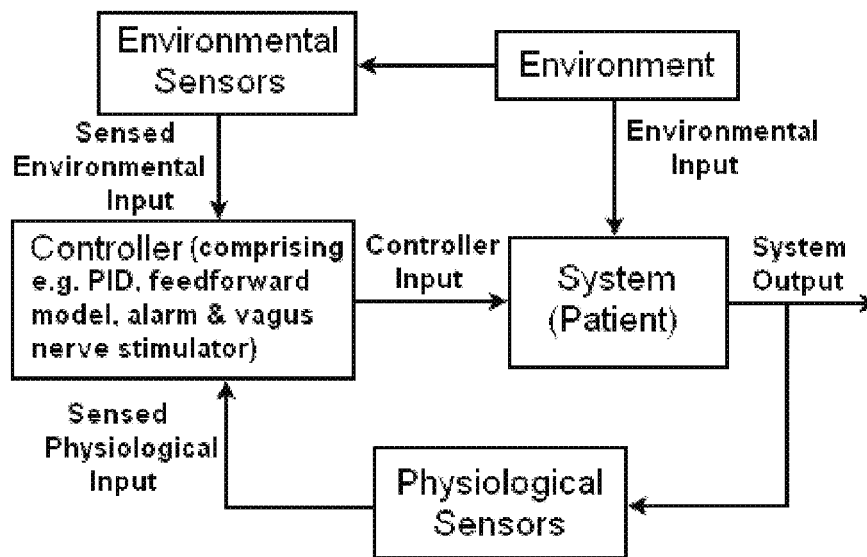 Environmental
Sensors
Environment
Sensed
Environmental
Input
Environmental
Input
Controller (comprising
e.g. PID, feedforward
model, alarm & vagus
nerve stimulator)
Controller
Input
System
(Patient)
System
Output
Sensed
Physiological
Input
Physiological
Sensors